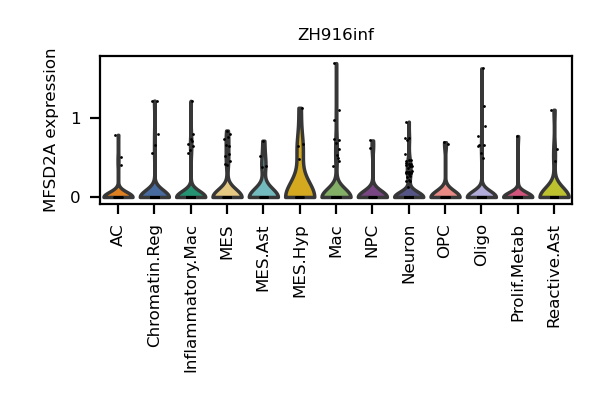 ZH916inf
MFSD2A expression
1
0
AC
Chromatin.Reg
Inflammatory.Mac
MES
MES.Ast
MES.Hyp
Mac
NPC
Neuron
OPC
Oligo
Prolif.Metab
Reactive.Ast